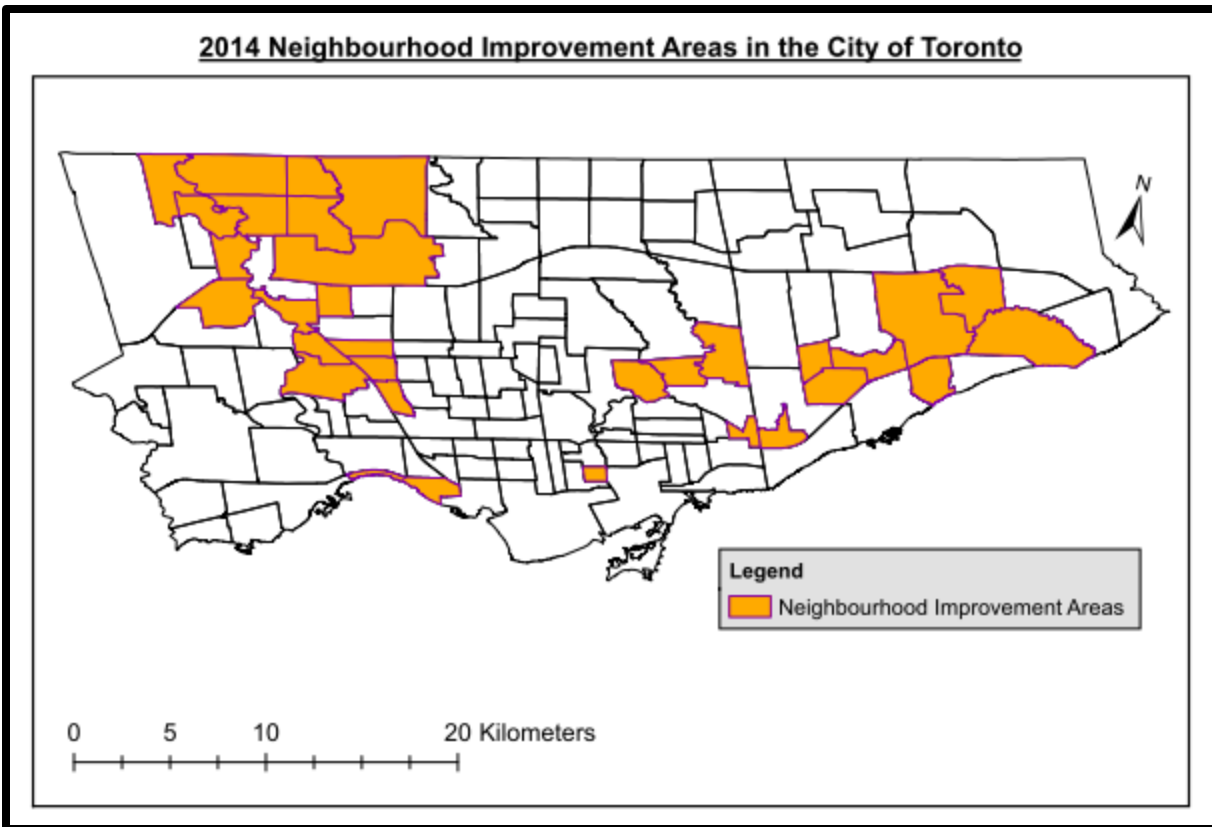 2014 Neighbourhood Improvement Areas in the City of Toronto
N
Legend
Neighbourhood Improvement Areas
0 5 10 20 Kilometers